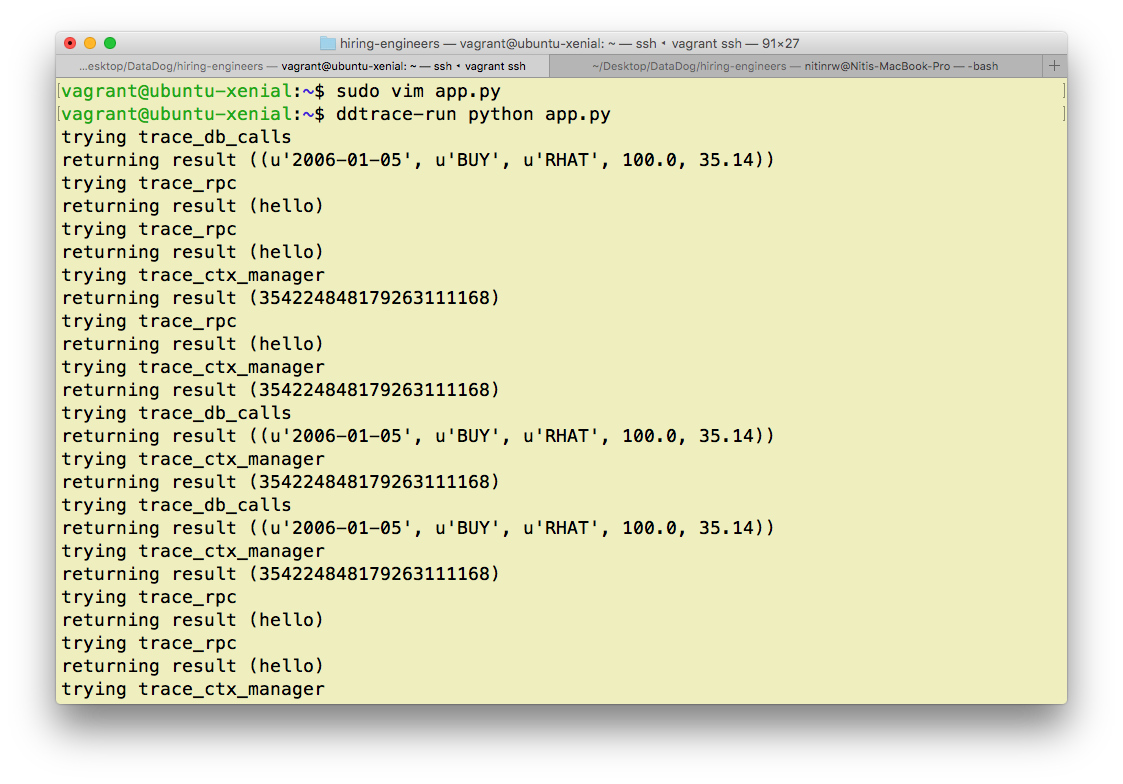 hiring-engineers — vagrant@ubuntu-xenial: ~ — ssh ◂ vagrant ssh — 91×27
...esktop/DataDog/hiring-engineers — vagrant@ubuntu-xenial: ~ — ssh ◂ vagrant ssh
~/Desktop/DataDog/hiring-engineers — nitinrw@Nitis-MacBook-Pro — -bash
[vagrant@ubuntu-xenial:~$ sudo vim app.py ]
[vagrant@ubuntu-xenial:~$ ddtrace-run python app.py ]
trying trace_db_calls
returning result ((u'2006-01-05', u'BUY', u'RHAT', 100.0, 35.14))
trying trace_rpc
returning result (hello)
trying trace_rpc
returning result (hello)
trying trace_ctx_manager
returning result (354224848179263111168)
trying trace_rpc
returning result (hello)
trying trace_ctx_manager
returning result (354224848179263111168)
trying trace_db_calls
returning result ((u'2006-01-05', u'BUY', u'RHAT', 100.0, 35.14))
trying trace_ctx_manager
returning result (354224848179263111168)
trying trace_db_calls
returning result ((u'2006-01-05', u'BUY', u'RHAT', 100.0, 35.14))
trying trace_ctx_manager
returning result (354224848179263111168)
trying trace_rpc
returning result (hello)
trying trace_rpc
returning result (hello)
trying trace_ctx_manager